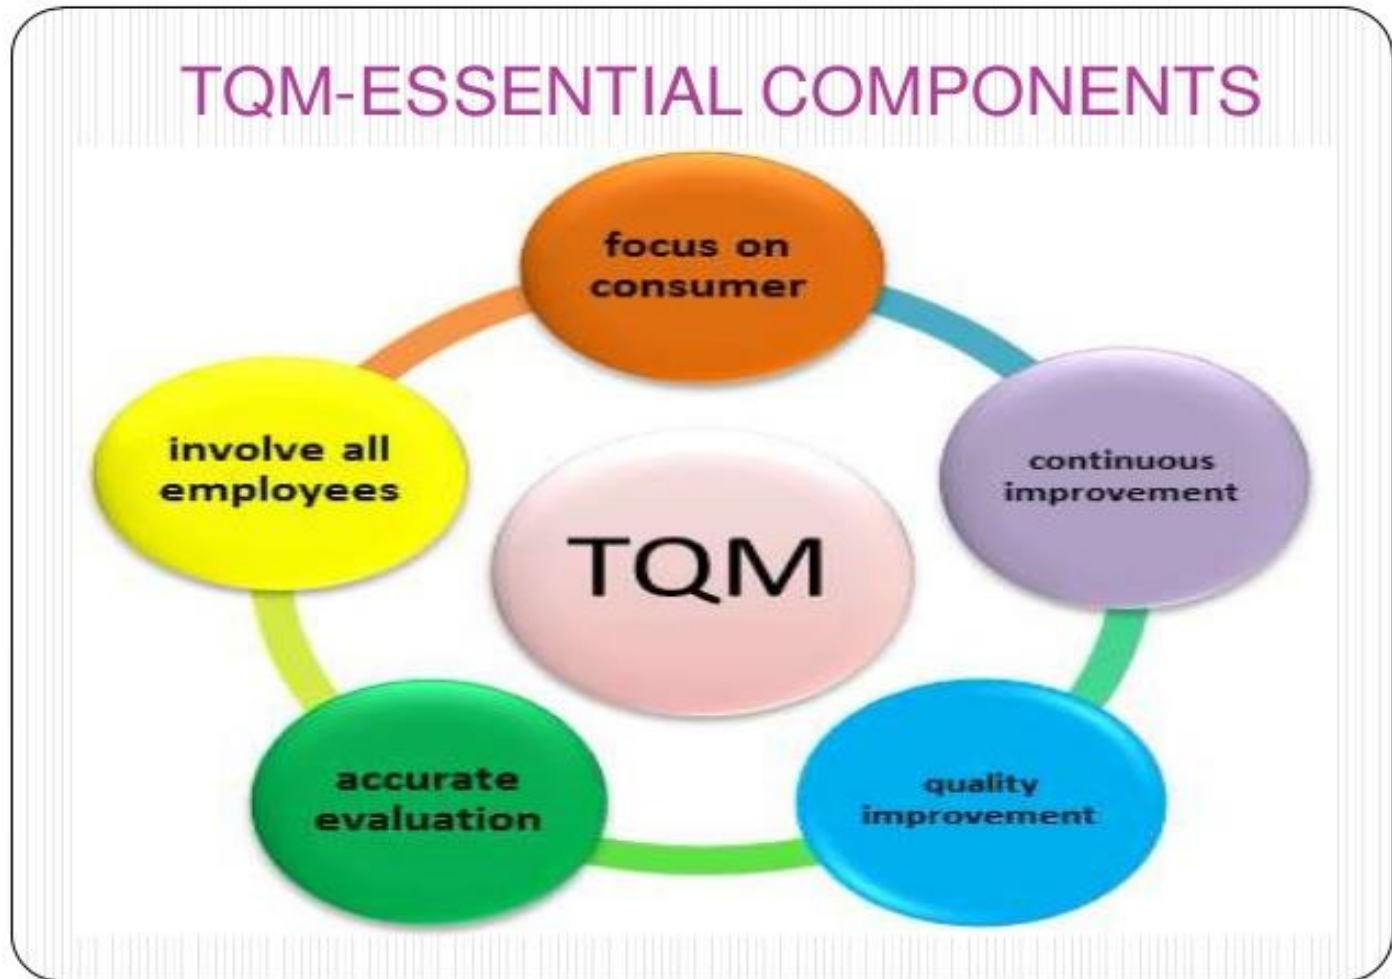 TQM-ESSENTIAL COMPONENTS
focus on
consumer
continuous
improvement
quality
improvement
accurate
evaluation
involve all
employees
TQM